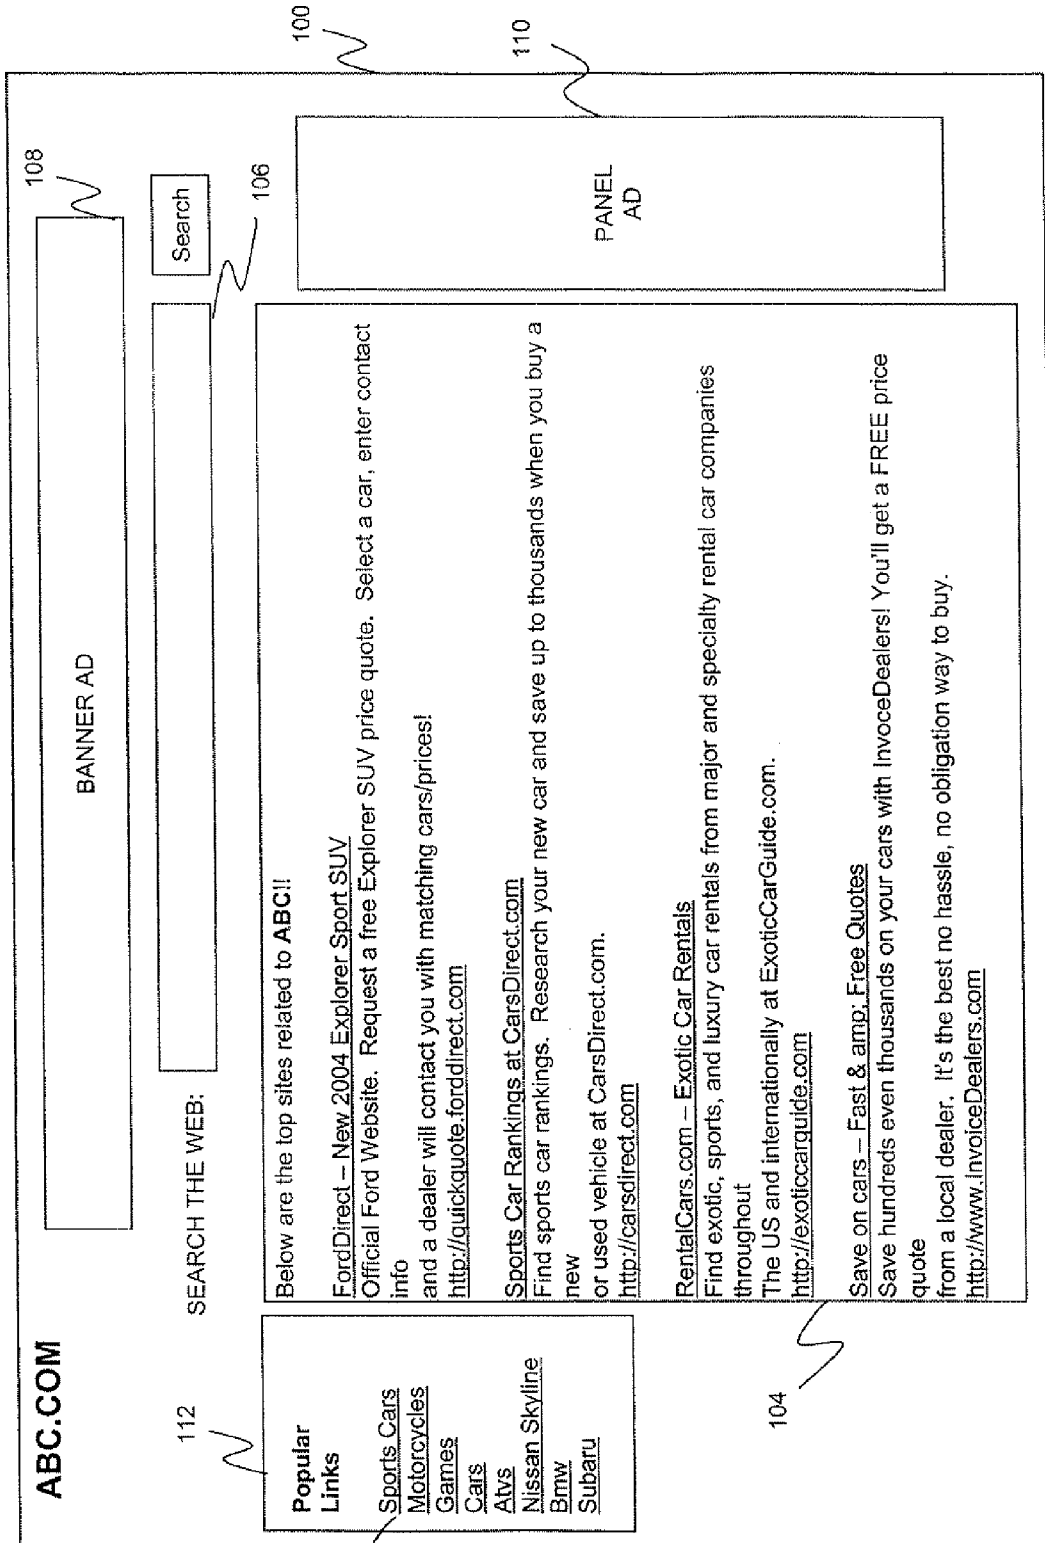 ABC.COM
108
BANNER AD
SEARCH THE WEB:
Search
106
100
110
112
Popular
Links
Sports Cars
Motorcycles
Games
Cars
Atvs
Nissan Skyline
Bmw
Subaru
Below are the top sites related to ABC!!
FordDirect – New 2004 Explorer Sport SUV
Official Ford Website. Request a free Explorer SUV price quote. Select a car, enter contact
info
and a dealer will contact you with matching cars/prices!
http://quickquote.forddirect.com
Sports Car Rankings at CarsDirect.com
Find sports car rankings. Research your new car and save up to thousands when you buy a
new
or used vehicle at CarsDirect.com.
http://carsdirect.com
RentalCars.com – Exotic Car Rentals
Find exotic, sports, and luxury car rentals from major and specialty rental car companies
throughout
The US and internationally at ExoticCarGuide.com.
http://exoticcarguide.com
Save on cars – Fast & amp; Free Quotes
Save hundreds even thousands on your cars with InvoceDealers! You'll get a FREE price
quote
from a local dealer. It's the best no hassle, no obligation way to buy.
http://www.InvoiceDealers.com
PANEL
AD
104